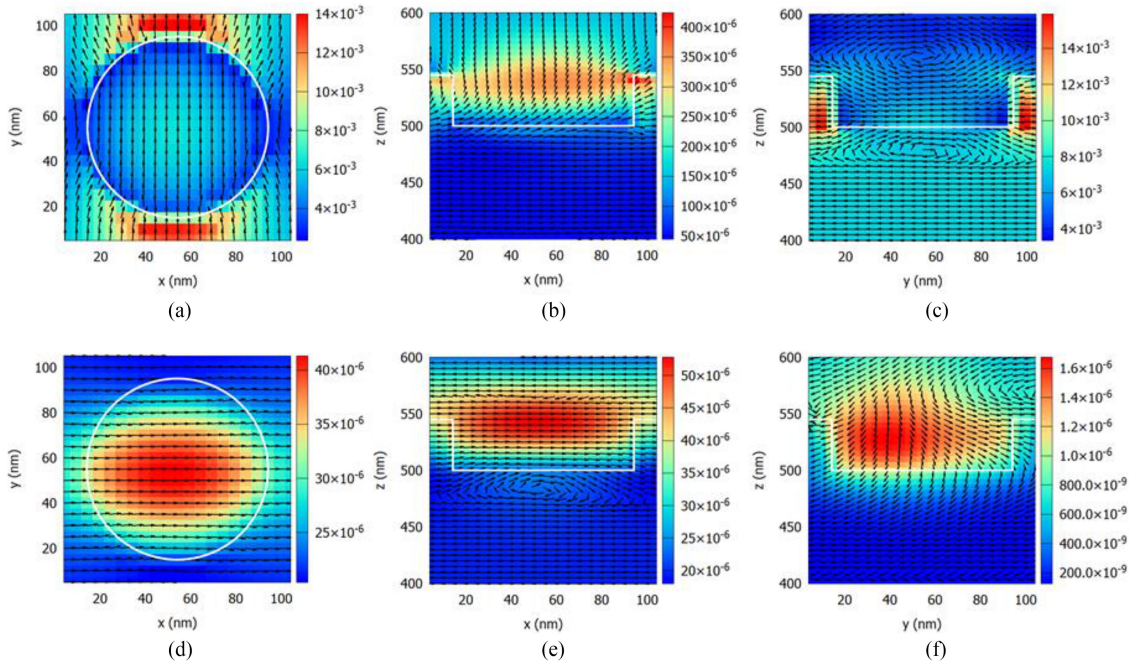 100
80
60
40
20
y (nm)
20 40 60 80 100
x (nm)
14×10⁻³
12×10⁻³
10×10⁻³
8×10⁻³
6×10⁻³
4×10⁻³
(a)
600
550
500
450
400
z (nm)
20 40 60 80 100
x (nm)
400×10⁻⁶
350×10⁻⁶
300×10⁻⁶
250×10⁻⁶
200×10⁻⁶
150×10⁻⁶
100×10⁻⁶
50×10⁻⁶
(b)
600
550
500
450
400
z (nm)
20 40 60 80 100
y (nm)
14×10⁻³
12×10⁻³
10×10⁻³
8×10⁻³
6×10⁻³
4×10⁻³
(c)
100
80
60
40
20
y (nm)
20 40 60 80 100
x (nm)
40×10⁻⁶
35×10⁻⁶
30×10⁻⁶
25×10⁻⁶
(d)
600
550
500
450
400
z (nm)
20 40 60 80 100
x (nm)
50×10⁻⁶
45×10⁻⁶
40×10⁻⁶
35×10⁻⁶
30×10⁻⁶
25×10⁻⁶
20×10⁻⁶
(e)
600
550
500
450
400
z (nm)
20 40 60 80 100
y (nm)
1.6×10⁻⁶
1.4×10⁻⁶
1.2×10⁻⁶
1.0×10⁻⁶
800.0×10⁻⁹
600.0×10⁻⁹
400.0×10⁻⁹
200.0×10⁻⁹
(f)